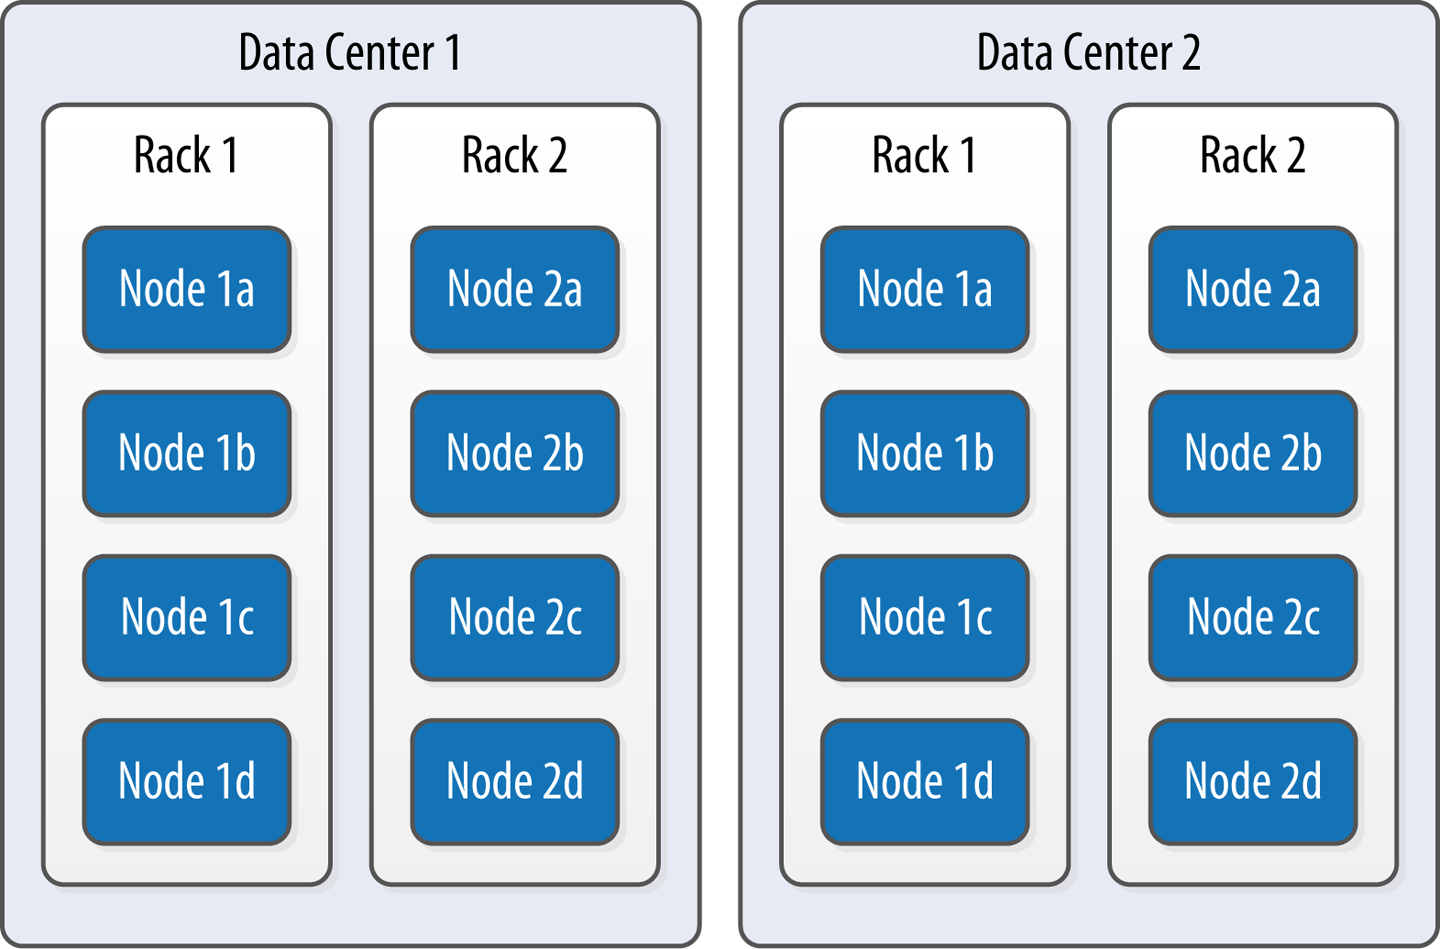 Data Center 1
Rack 1
Node 1a
Node 1b
Node 1c
Node 1d
Rack 2
Node 2a
Node 2b
Node 2c
Node 2d
Data Center 2
Rack 1
Node 1a
Node 1b
Node 1c
Node 1d
Rack 2
Node 2a
Node 2b
Node 2c
Node 2d